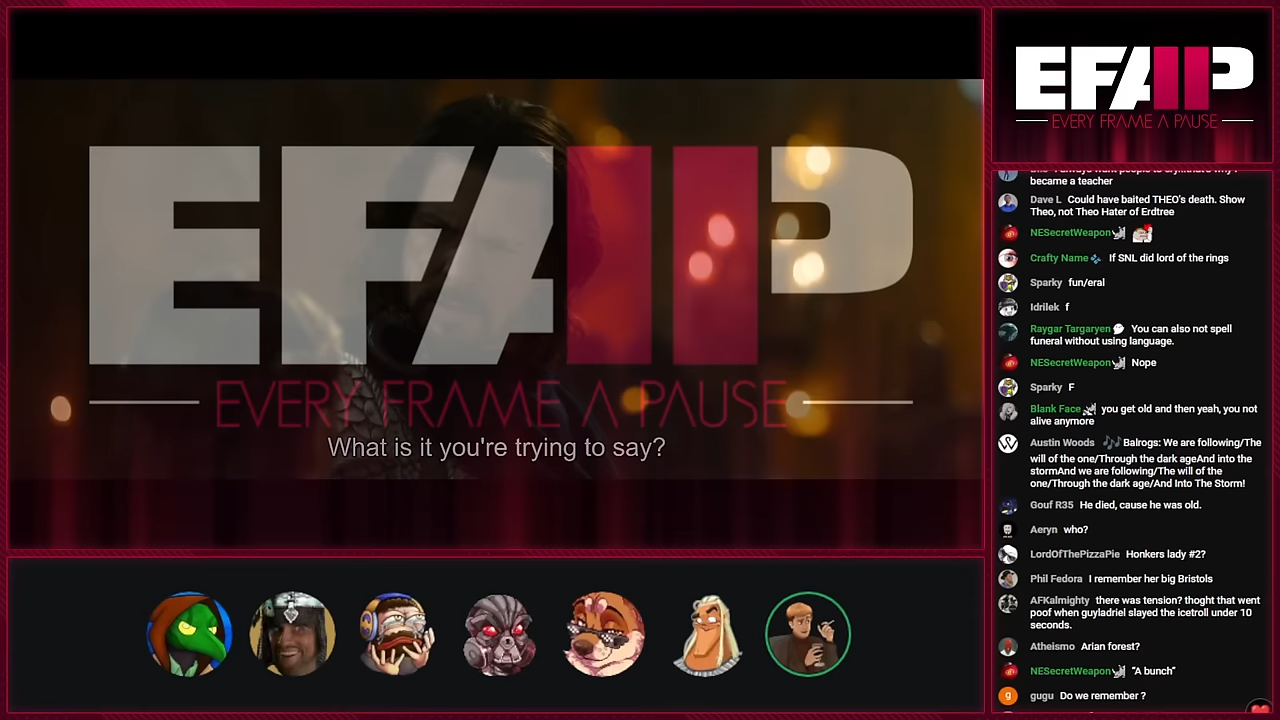 EFAP
EVERY FRAME A PAUSE
What is it you're trying to say?
EFAP
EVERY FRAME A PAUSE
became a teacher
Dave L Could have baited THEO's death. Show
Theo, not Theo Hater of Erdtree
NESecretWeapon
Crafty Name If SNL did lord of the rings
Sparky fun/eral
Idrilek f
Raygar Targaryen You can also not spell
funeral without using language.
NESecretWeapon Nope
Sparky F
Blank Face you get old and then yeah, you not
alive anymore
Austin Woods 🎶Balrogs: We are following/The
will of the one/Through the dark ageAnd into the
stormAnd we are following/The will of the
one/Through the dark age/And Into The Storm!
Gouf R35 He died, cause he was old.
Aeryn who?
LordOfThePizzaPie Honkers lady #2?
Phil Fedora I remember her big Bristols
AFKalmighty there was tension? thoght that went
poof when guyladriel slayed the icetroll under 10
seconds.
Atheismo Arian forest?
NESecretWeapon "A bunch"
g gugu Do we remember ?